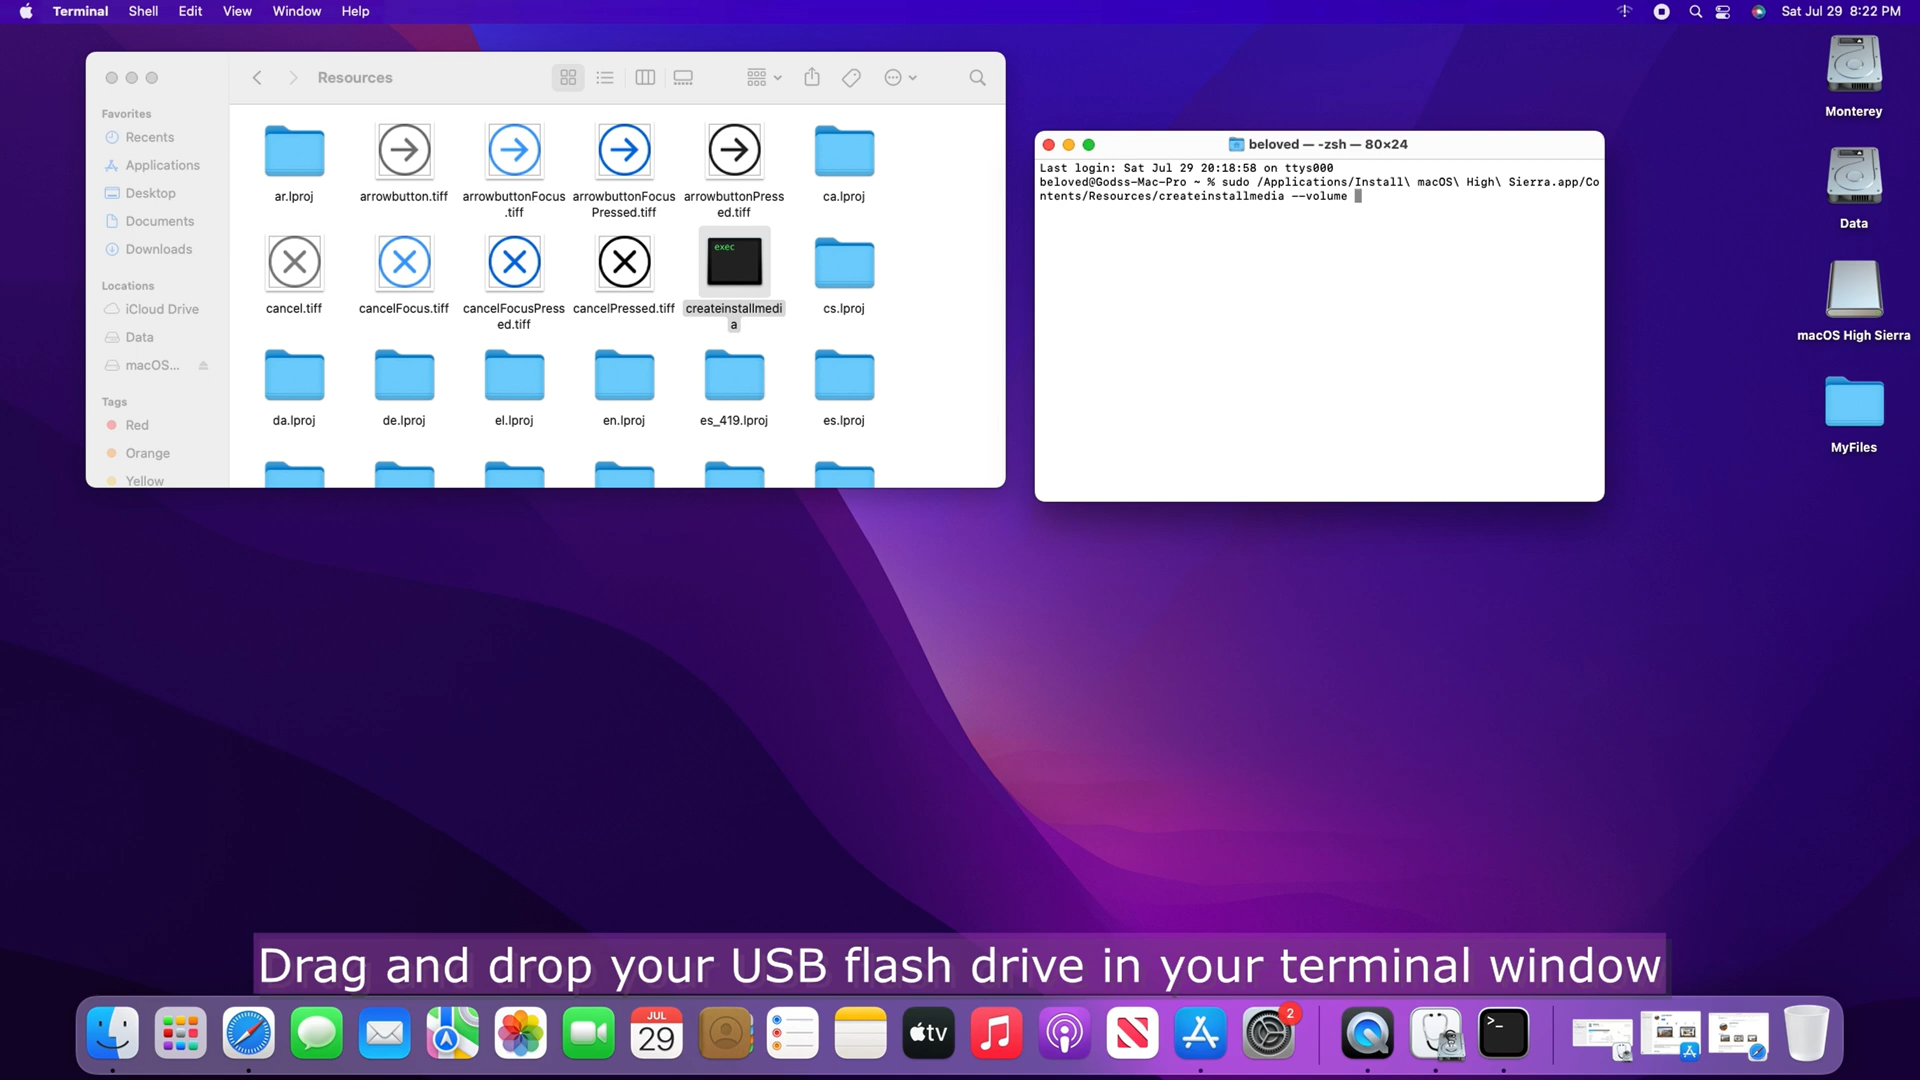 Terminal Shell Edit View Window Help
Sat Jul 29 8:22 PM
Resources
Favorites
Recents
Applications
Desktop
Documents
Downloads
Locations
iCloud Drive
Data
macOS...
Tags
Red
Orange
Yellow
ar.lproj
arrowbutton.tiff
arrowbuttonFocus
.tiff
arrowbuttonFocus
Pressed.tiff
arrowbuttonPress
ed.tiff
ca.lproj
cancel.tiff
cancelFocus.tiff
cancelFocusPress
ed.tiff
cancelPressed.tiff
exec
createinstallmedi
a
cs.lproj
da.lproj
de.lproj
el.lproj
en.lproj
es_419.lproj
es.lproj
beloved — -zsh — 80×24
Last login: Sat Jul 29 20:18:58 on ttys000
beloved@Godss-Mac-Pro ~ % sudo /Applications/Install\ macOS\ High\ Sierra.app/Co
ntents/Resources/createinstallmedia --volume
Monterey
Data
macOS High Sierra
MyFiles
Drag and drop your USB flash drive in your terminal window
JUL
29
tv
2
>_